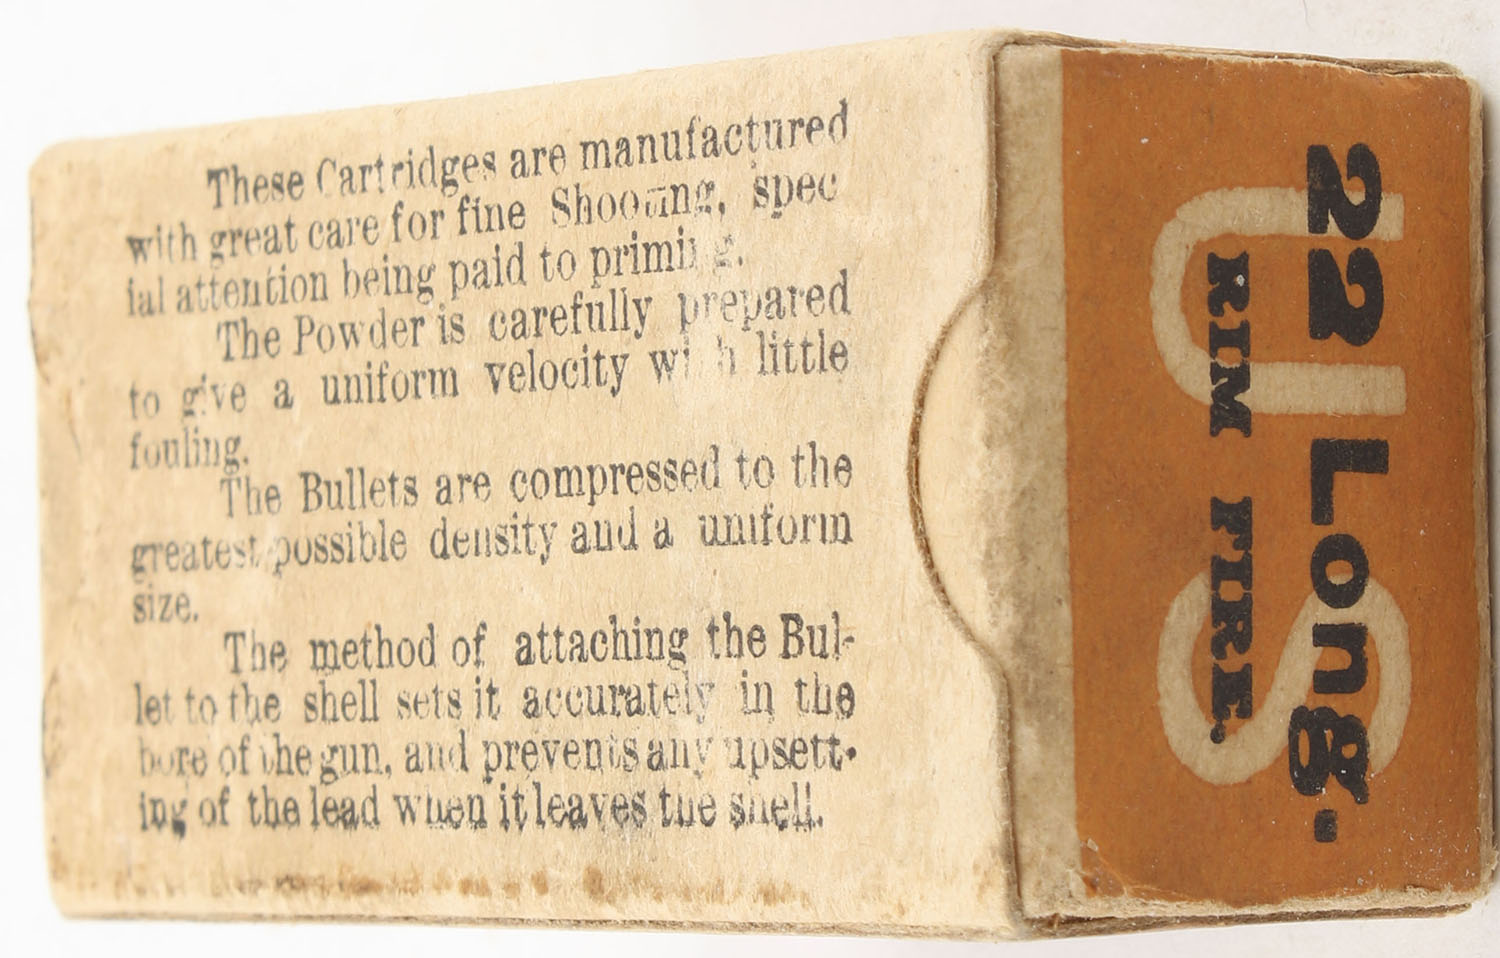 These Cartridges are manufactured
with great care for fine Shooting, spec
ial attention being paid to priming.
The Powder is carefully prepared
to give a uniform velocity with little
fouling.
The Bullets are compressed to the
greatest possible density and a uniform
size.
The method of attaching the Bul-
let to the shell sets it accurately in the
bore of the gun, and prevents any upsett-
ing of the lead when it leaves the shell.
22 Long.
RIM FIRE.
US